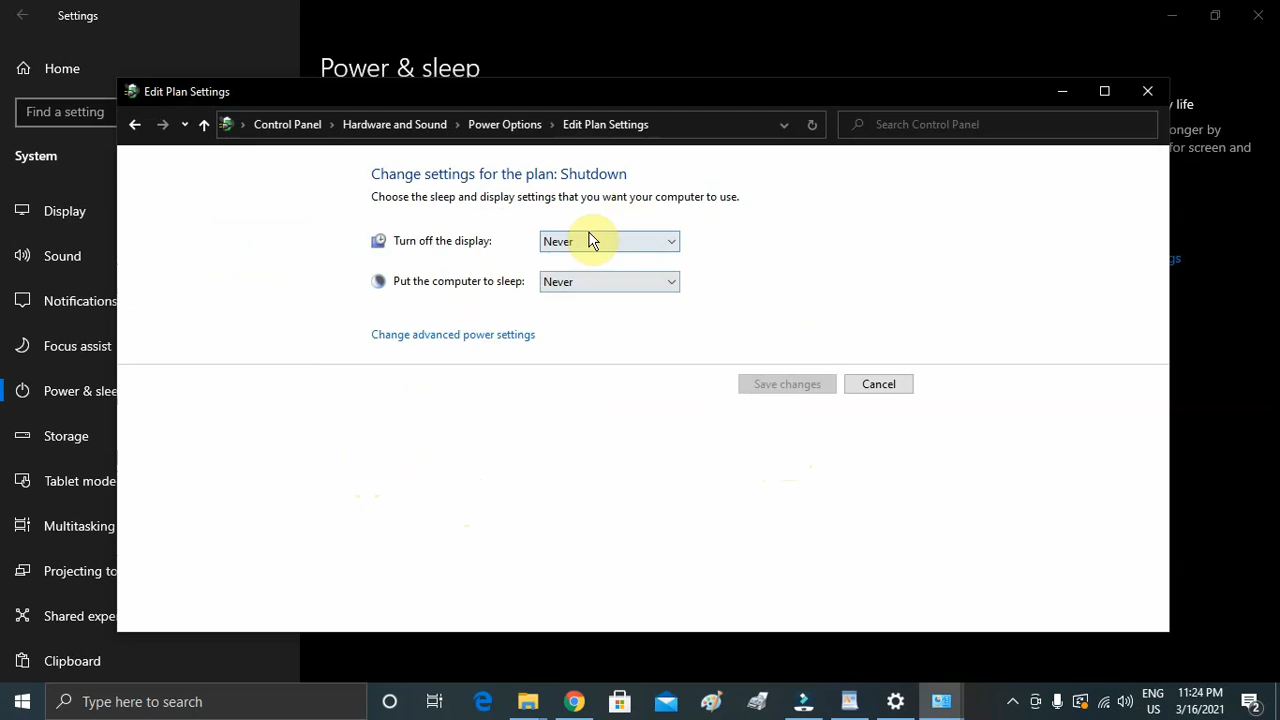 Settings
Home
Find a setting
System
Display
Sound
Notifications
Focus assist
Power & slee
Storage
Tablet mode
Multitasking
Projecting to
Shared expe
Clipboard
Power & sleep
y life
onger by
for screen and
gs
Edit Plan Settings
Control Panel > Hardware and Sound > Power Options > Edit Plan Settings
Search Control Panel
Change settings for the plan: Shutdown
Choose the sleep and display settings that you want your computer to use.
Turn off the display: Never
Put the computer to sleep: Never
Change advanced power settings
Save changes Cancel
Type here to search
ENG
US
11:24 PM
3/16/2021
2